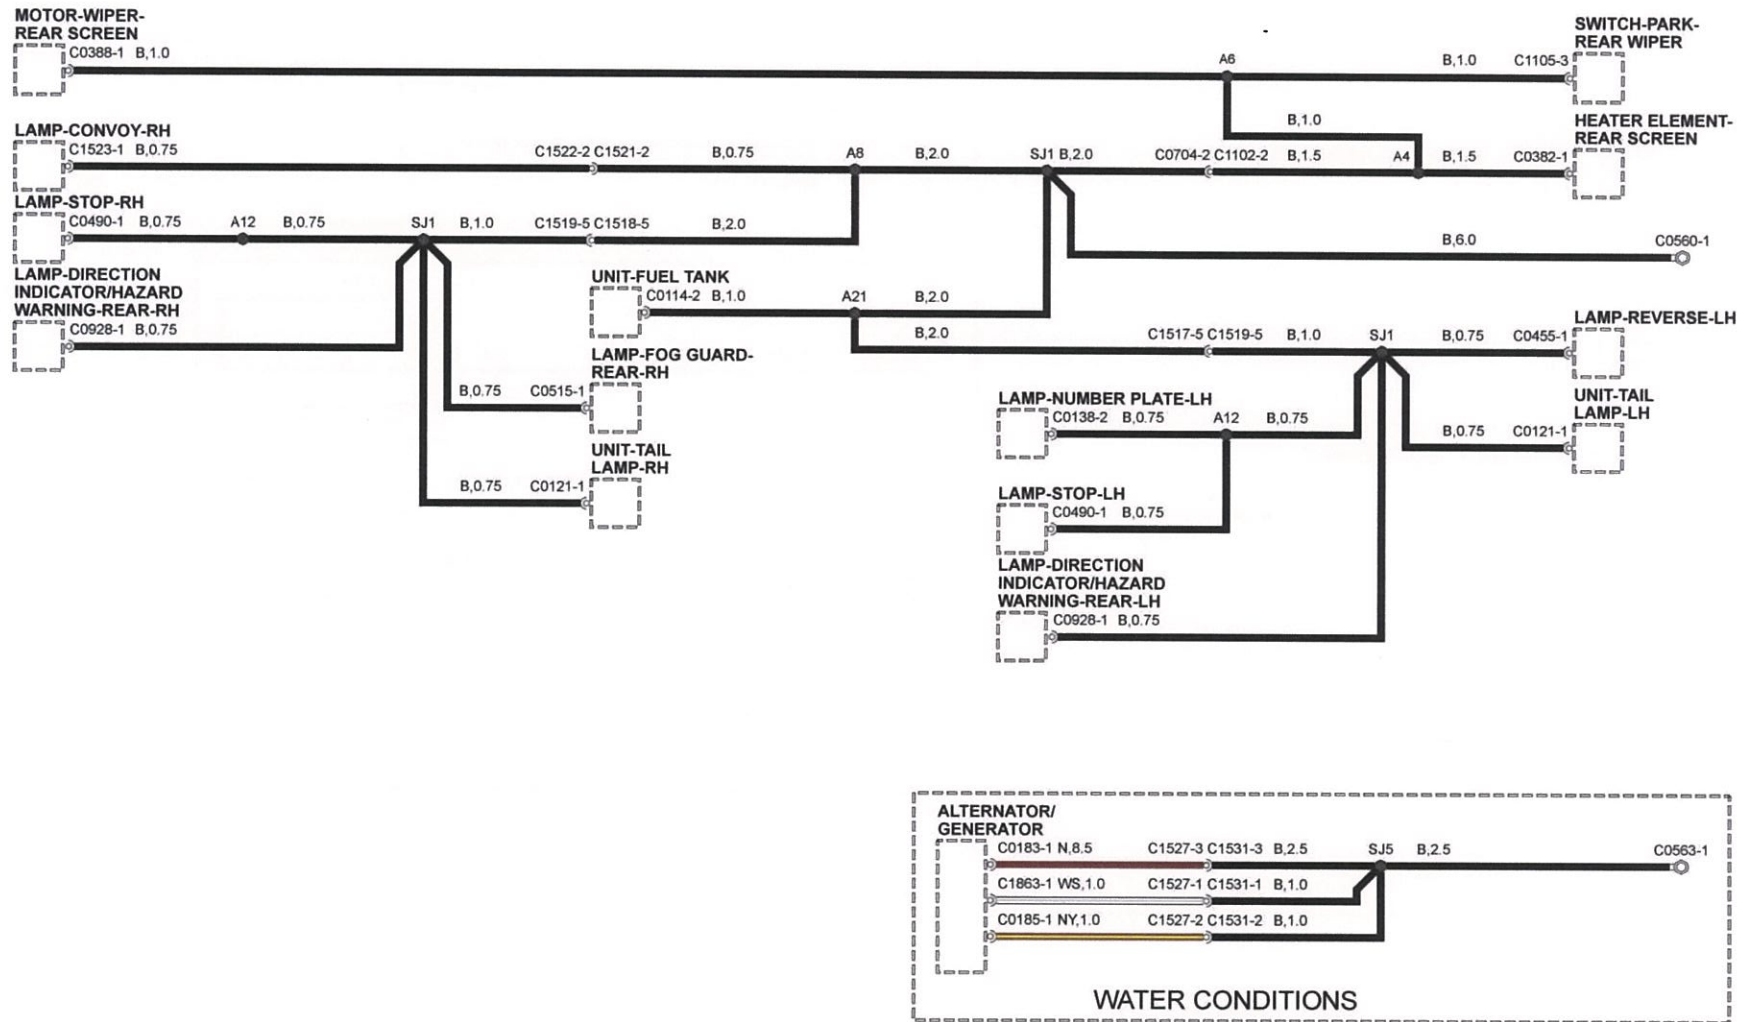 MOTOR-WIPER-
REAR SCREEN
C0388-1 B,1.0
A6
B,1.0 C1105-3
SWITCH-PARK-
REAR WIPER
LAMP-CONVOY-RH
C1523-1 B,0.75
C1522-2 C1521-2
B,0.75
A8
B,2.0
SJ1 B,2.0
C0704-2 C1102-2 B,1.5
B,1.0
A4
B,1.5 C0382-1
HEATER ELEMENT-
REAR SCREEN
LAMP-STOP-RH
C0490-1 B,0.75
A12
B,0.75
SJ1
B,1.0
C1519-5 C1518-5
B,2.0
B,6.0
C0560-1
LAMP-DIRECTION
INDICATOR/HAZARD
WARNING-REAR-RH
C0928-1 B,0.75
UNIT-FUEL TANK
C0114-2 B,1.0
A21
B,2.0
B,2.0
C1517-5 C1519-5 B,1.0
SJ1
B,0.75 C0455-1
LAMP-REVERSE-LH
LAMP-FOG GUARD-
REAR-RH
B,0.75 C0515-1
UNIT-TAIL
LAMP-RH
B,0.75 C0121-1
LAMP-NUMBER PLATE-LH
C0138-2 B,0.75
A12
B,0.75
UNIT-TAIL
LAMP-LH
B,0.75 C0121-1
LAMP-STOP-LH
C0490-1 B,0.75
LAMP-DIRECTION
INDICATOR/HAZARD
WARNING-REAR-LH
C0928-1 B,0.75
ALTERNATOR/
GENERATOR
C0183-1 N,8.5
C1527-3 C1531-3 B,2.5
SJ5
B,2.5
C0563-1
C1863-1 WS,1.0
C1527-1 C1531-1 B,1.0
C0185-1 NY,1.0
C1527-2 C1531-2 B,1.0
WATER CONDITIONS